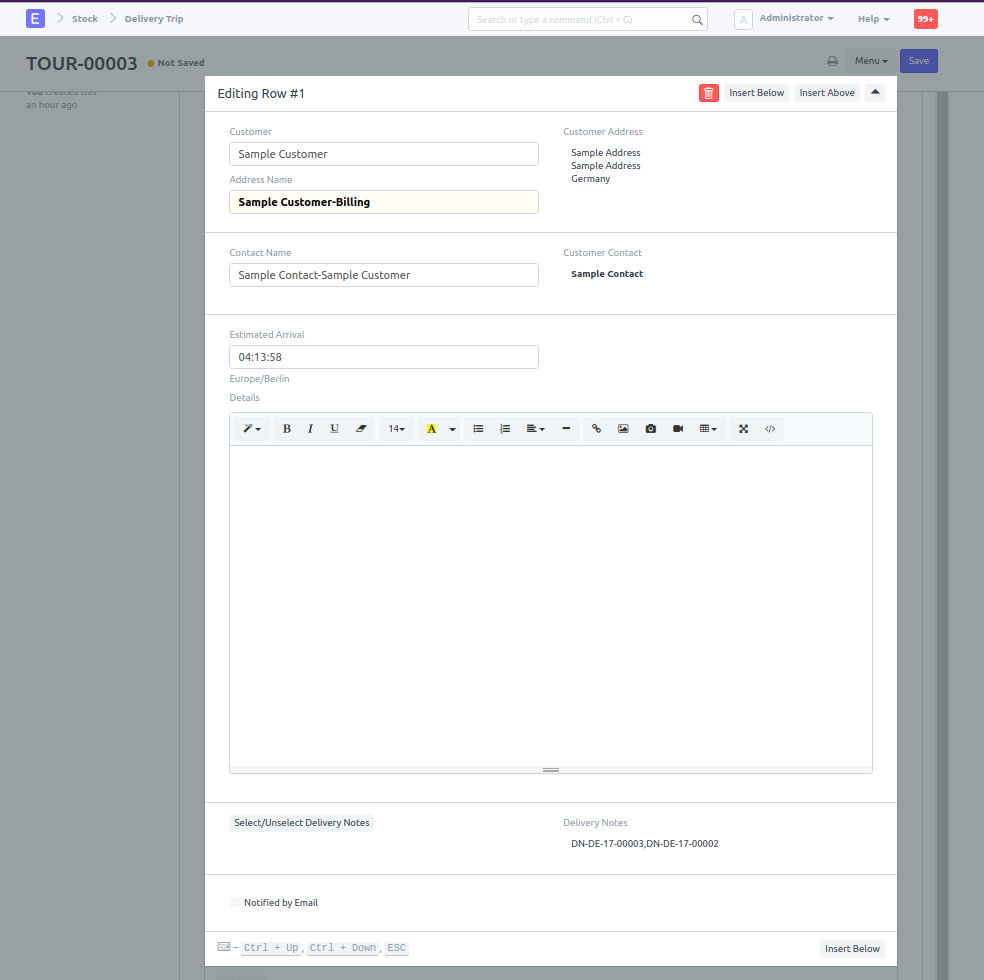 E Stock Delivery Trip Search or type a command (Ctrl + G) A Administrator Help 99+
TOUR-00003 Not Saved Menu Save
You created this
an hour ago
Editing Row #1 Insert Below Insert Above
Customer
Sample Customer
Address Name
Sample Customer-Billing
Customer Address
Sample Address
Sample Address
Germany
Contact Name
Sample Contact-Sample Customer
Customer Contact
Sample Contact
Estimated Arrival
04:13:58
Europe/Berlin
Details
B I U 14 A </>
Select/Unselect Delivery Notes
Delivery Notes
DN-DE-17-00003,DN-DE-17-00002
Notified by Email
– Ctrl + Up, Ctrl + Down, ESC Insert Below